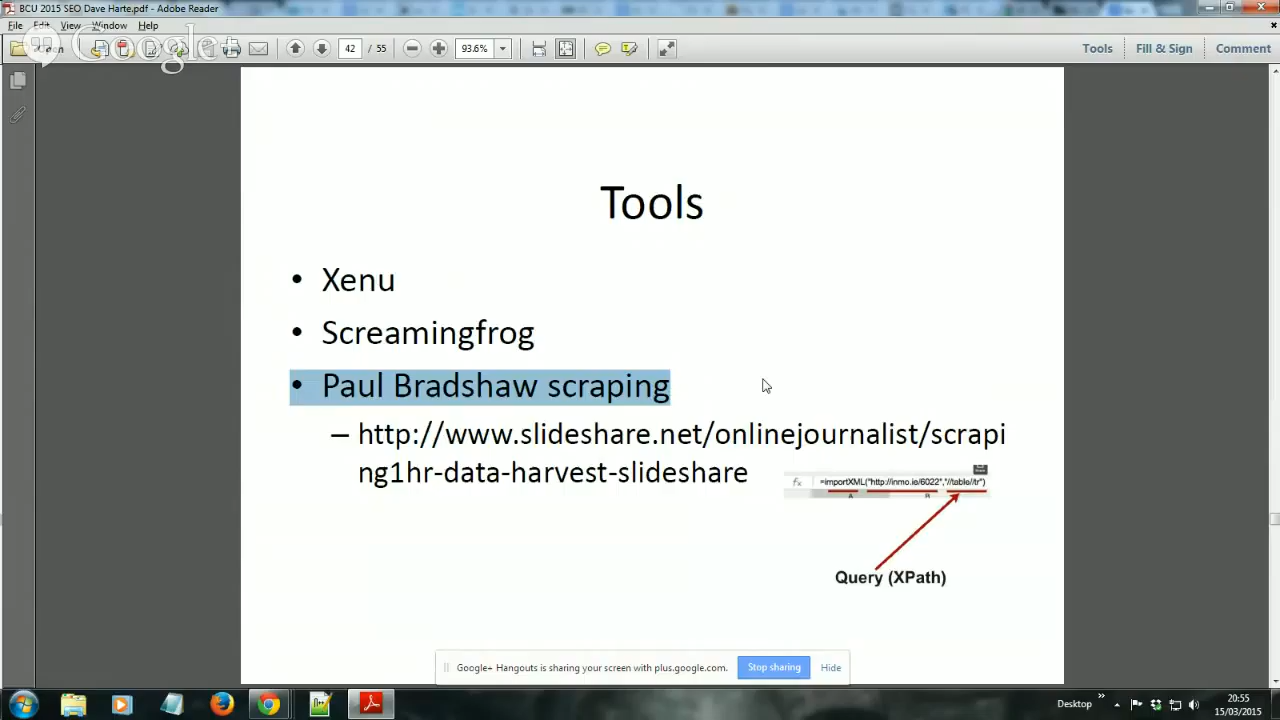 BCU 2015 SEO Dave Harte.pdf - Adobe Reader
File Edit View Window Help
Google+
42 / 55 93.6% Tools Fill & Sign Comment
Tools
• Xenu
• Screamingfrog
• Paul Bradshaw scraping
– http://www.slideshare.net/onlinejournalist/scrapi
ng1hr-data-harvest-slideshare
fx =importXML("http://inmo.ie/6022","//table//tr")
A B
Query (XPath)
Google+ Hangouts is sharing your screen with plus.google.com. Stop sharing Hide
Desktop » 20:55
15/03/2015